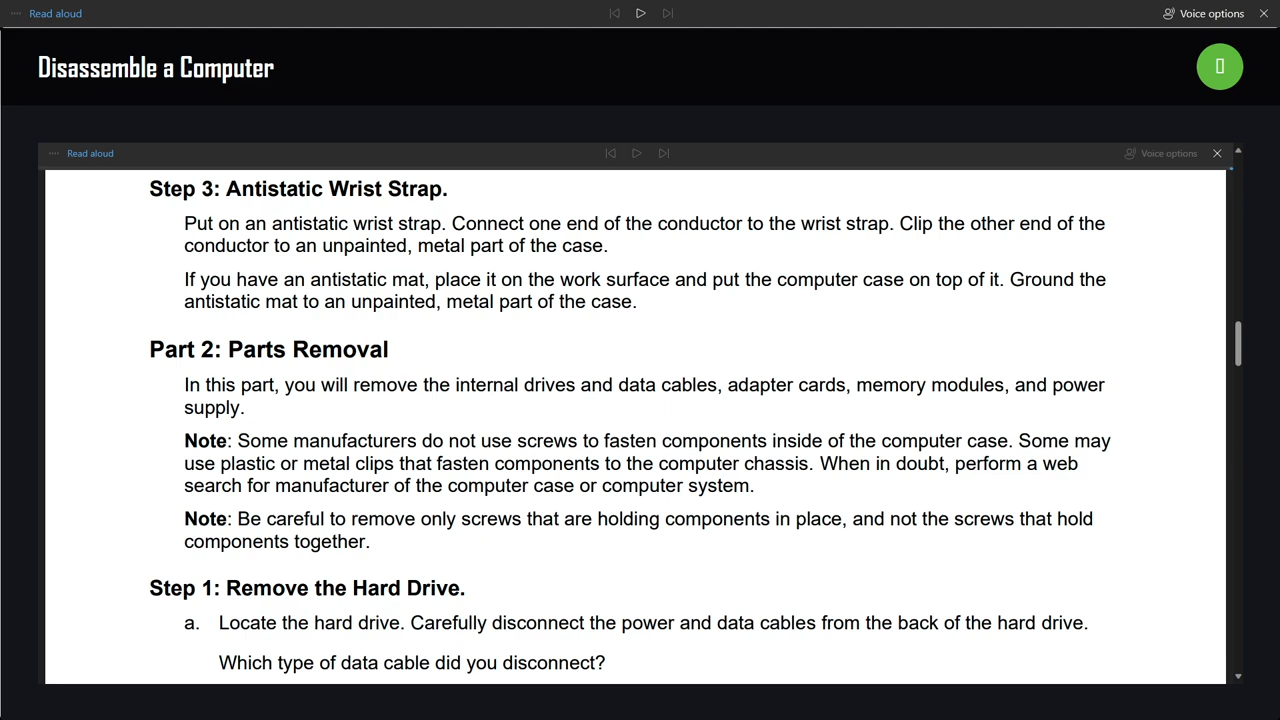 Read aloud
Voice options
Disassemble a Computer
Read aloud
Voice options
Step 3: Antistatic Wrist Strap.
Put on an antistatic wrist strap. Connect one end of the conductor to the wrist strap. Clip the other end of the
conductor to an unpainted, metal part of the case.
If you have an antistatic mat, place it on the work surface and put the computer case on top of it. Ground the
antistatic mat to an unpainted, metal part of the case.
Part 2: Parts Removal
In this part, you will remove the internal drives and data cables, adapter cards, memory modules, and power
supply.
Note: Some manufacturers do not use screws to fasten components inside of the computer case. Some may
use plastic or metal clips that fasten components to the computer chassis. When in doubt, perform a web
search for manufacturer of the computer case or computer system.
Note: Be careful to remove only screws that are holding components in place, and not the screws that hold
components together.
Step 1: Remove the Hard Drive.
a. Locate the hard drive. Carefully disconnect the power and data cables from the back of the hard drive.
Which type of data cable did you disconnect?